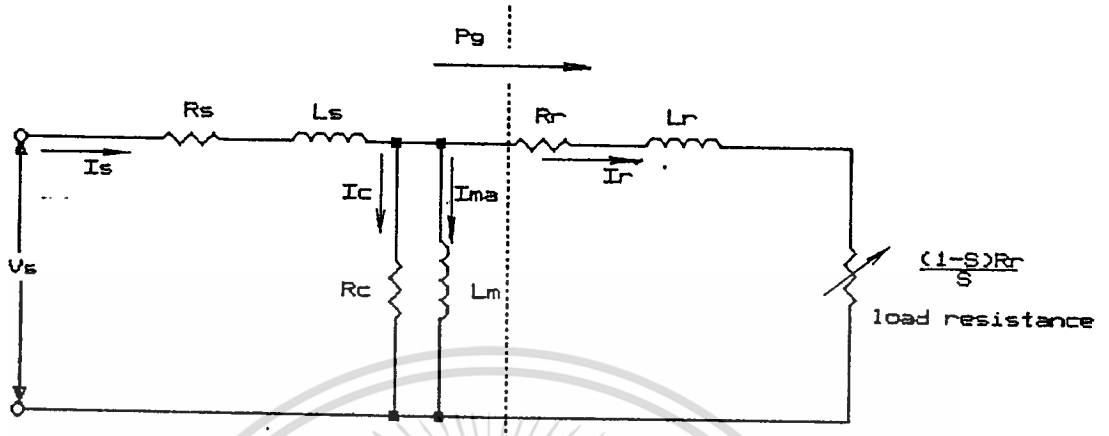 Pg
Rs
Ls
Rr
Lr
Is
Ic
Ima
Ir
Vs
Rc
Lm
(1-S)Rr
S
load resistance